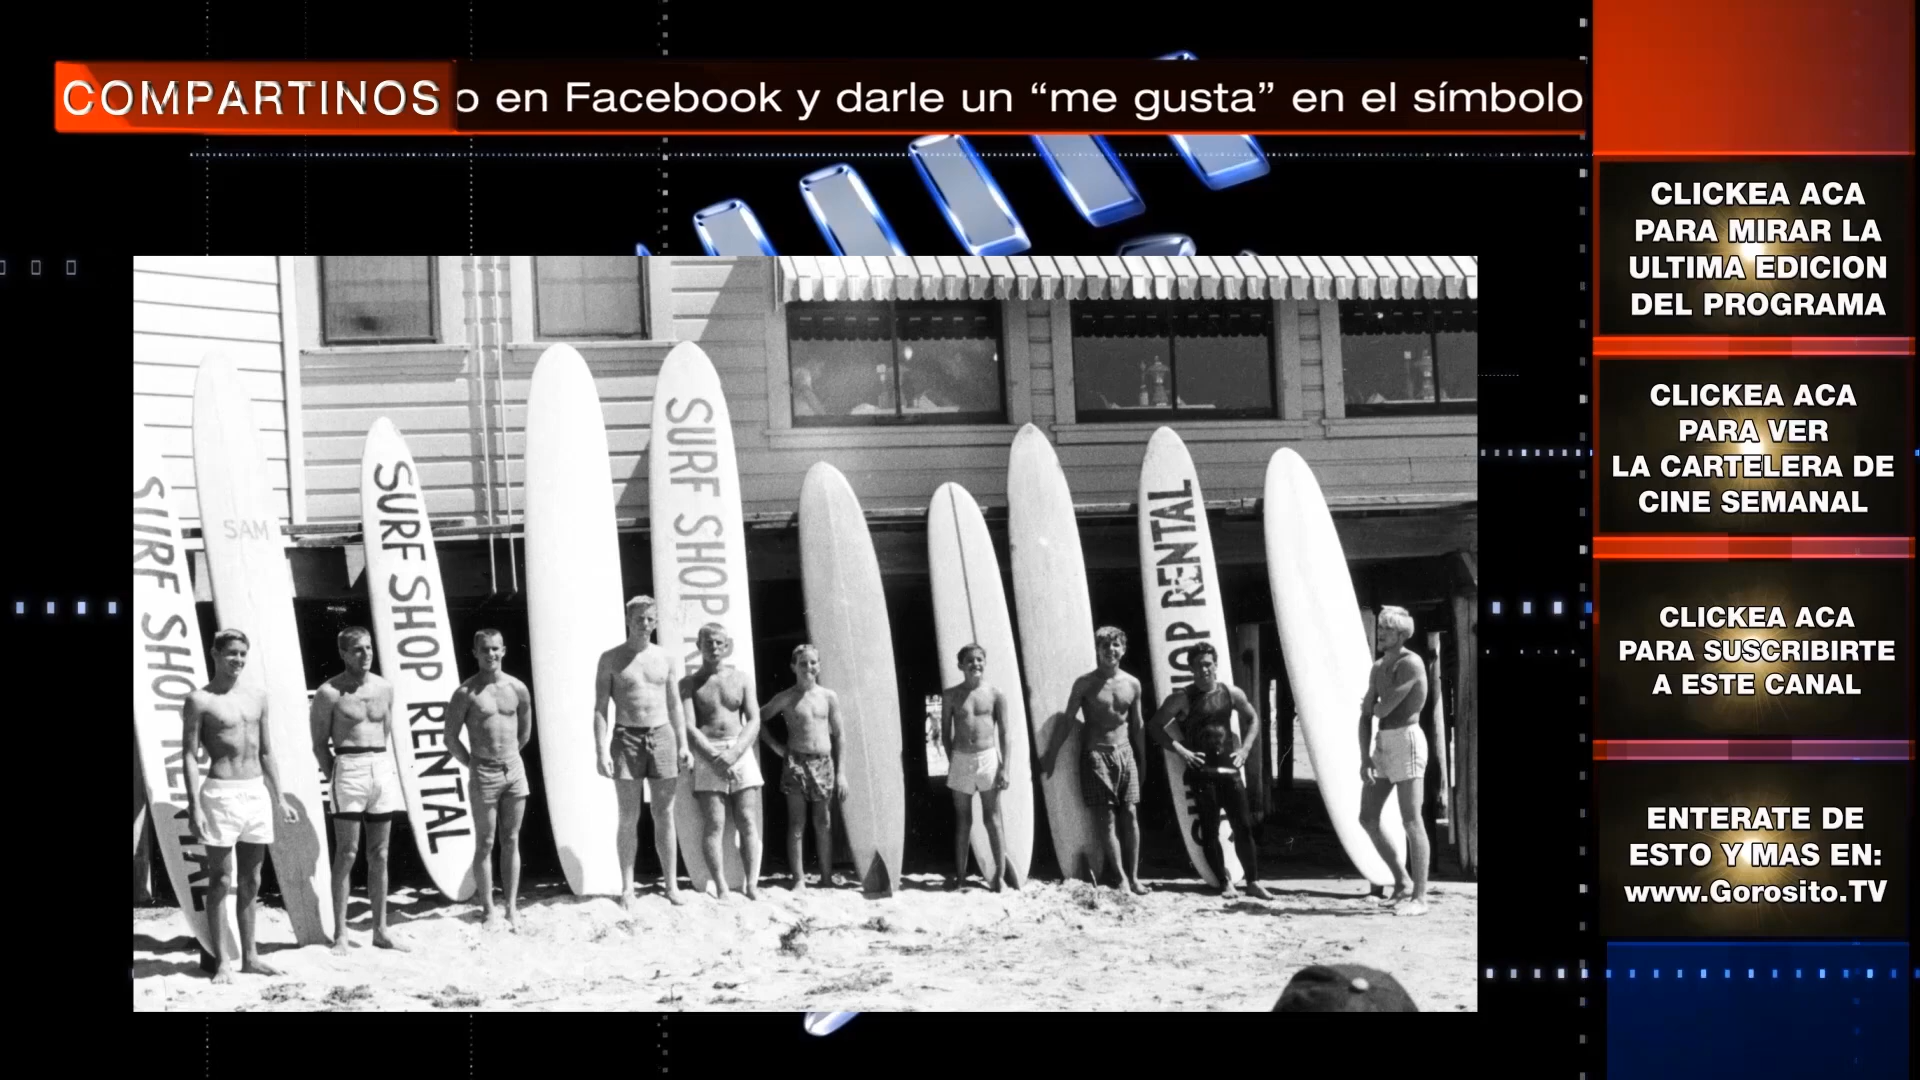 COMPARTINOS
o en Facebook y darle un “me gusta” en el símbolo
CLICKEA ACA
PARA MIRAR LA
ULTIMA EDICION
DEL PROGRAMA
CLICKEA ACA
PARA VER
LA CARTELERA DE
CINE SEMANAL
CLICKEA ACA
PARA SUSCRIBIRTE
A ESTE CANAL
ENTERATE DE
ESTO Y MAS EN:
www.Gorosito.TV
SURF SHOP RENTAL
SAM
SURF SHOP RENTAL
SURF SHOP
SHOP RENTAL